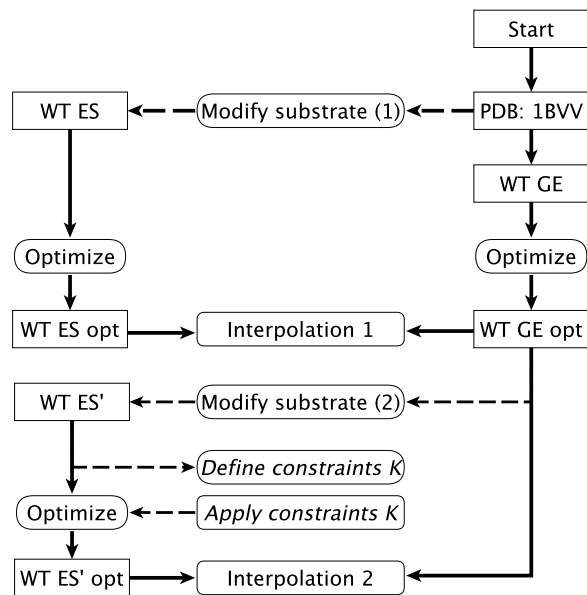 Start
WT ES
Modify substrate (1)
PDB: 1BVV
WT GE
Optimize
Optimize
WT ES opt
Interpolation 1
WT GE opt
WT ES'
Modify substrate (2)
Define constraints K
Optimize
Apply constraints K
WT ES' opt
Interpolation 2